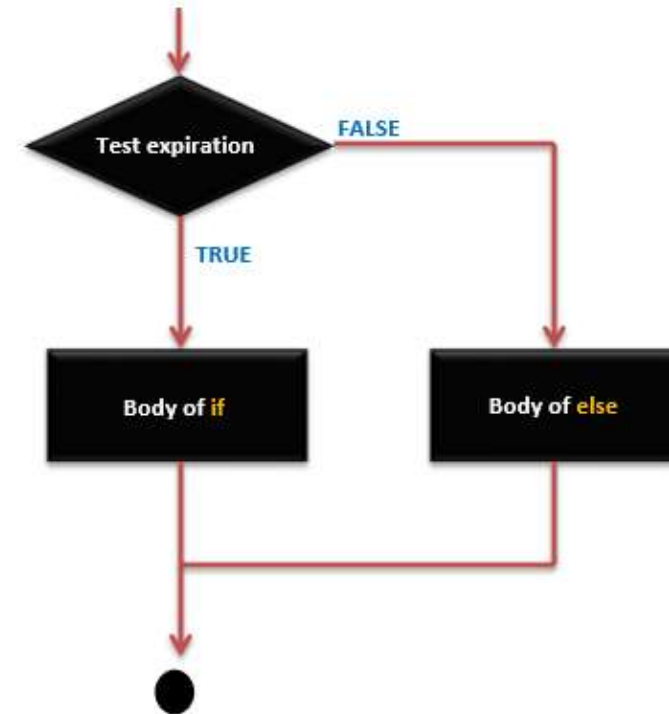 Test expiration
FALSE
TRUE
Body of if
Body of else